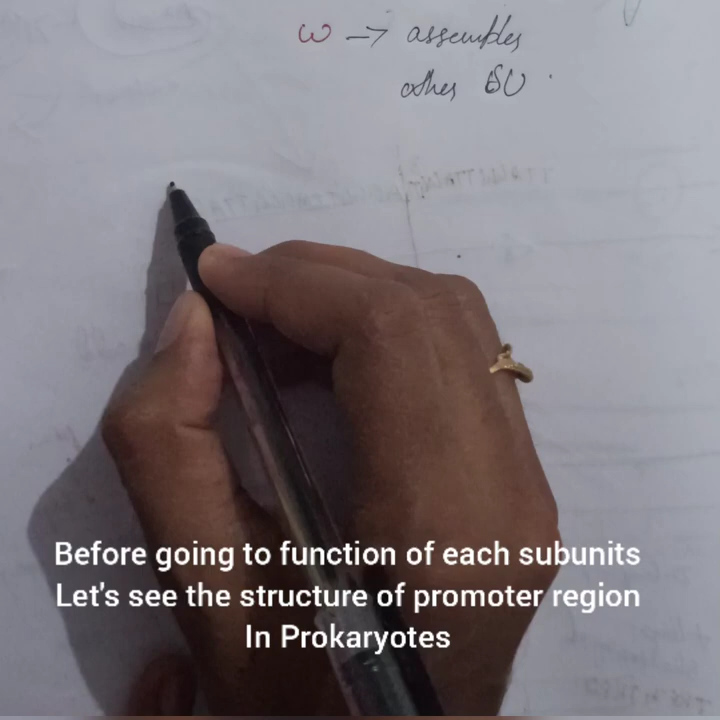 ω → assembles
other SU.
Before going to function of each subunits
Let's see the structure of promoter region
In Prokaryotes